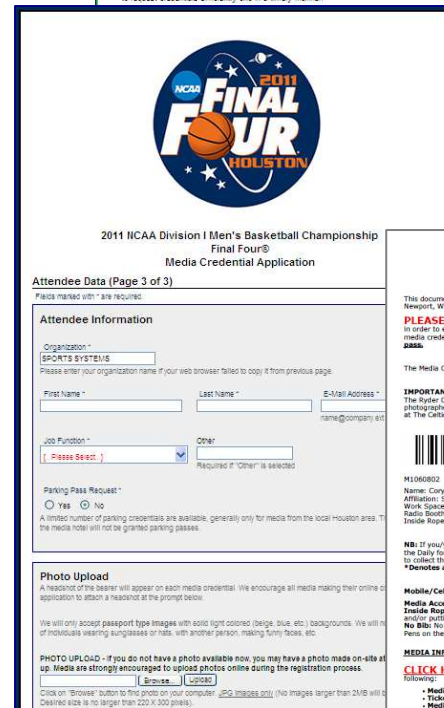 to request credentials efficiently and in a timely manner.
NCAA
2011
FINAL
FOUR
HOUSTON
2011 NCAA Division I Men's Basketball Championship
Final Four®
Media Credential Application
Attendee Data (Page 3 of 3)
Fields marked with * are required.
Attendee Information
Organization *
SPORTS SYSTEMS
Please enter your organization name if your web browser failed to copy it from previous page.
First Name * Last Name * E-Mail Address *
name@company.ext
Job Function * Other
[ Please Select.. ]
Required if "Other" is selected
Parking Pass Request *
Yes No
A limited number of parking credentials are available, generally only for media from the local Houston area.
the media hotel will not be granted parking passes.
Photo Upload
A headshot of the bearer will appear on each media credential. We encourage all media making their online
application to attach a headshot at the prompt below.
We will only accept passport type images with solid light colored (beige, blue, etc.) backgrounds. We will
of individuals wearing sunglasses or hats, with another person, making funny faces, etc.
PHOTO UPLOAD - If you do not have a photo available now, you may have a photo made on-site at
up. Media are strongly encouraged to upload photos online during the registration process.
Browse... Upload
Click on "Browse" button to find photo on your computer. JPG Images only (No images larger than 2MB will
Desired size is no larger than 220 X 300 pixels).
This docume
Newport, W
PLEASE
in order to e
media crede
pass.
The Media C
IMPORTAN
The Ryder C
photographe
at The Celti
M1060802
Name: Cory
Affiliation: S
Work Space
Radio Booth
Inside Rope
NB: If you/
the Daily fo
to collect th
*Denotes a
Mobile/Cel
Media Acce
Inside Rop
and/or putti
No Bib: No
Pens on the
MEDIA INF
CLICK H
following:
• Medi
• Ticke
• Med